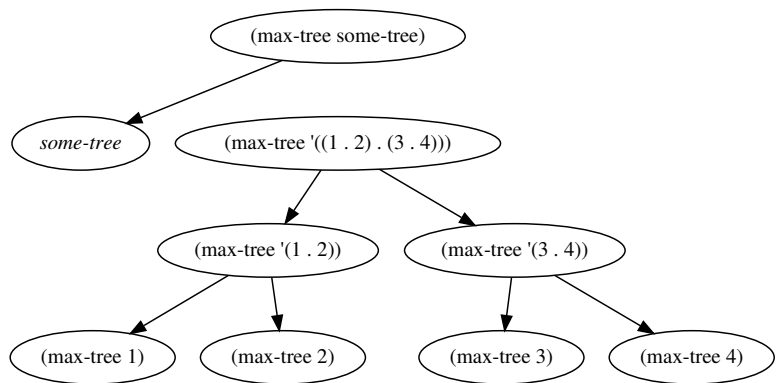 (max-tree some-tree)
some-tree
(max-tree '((1 . 2) . (3 . 4)))
(max-tree '(1 . 2))
(max-tree '(3 . 4))
(max-tree 1)
(max-tree 2)
(max-tree 3)
(max-tree 4)